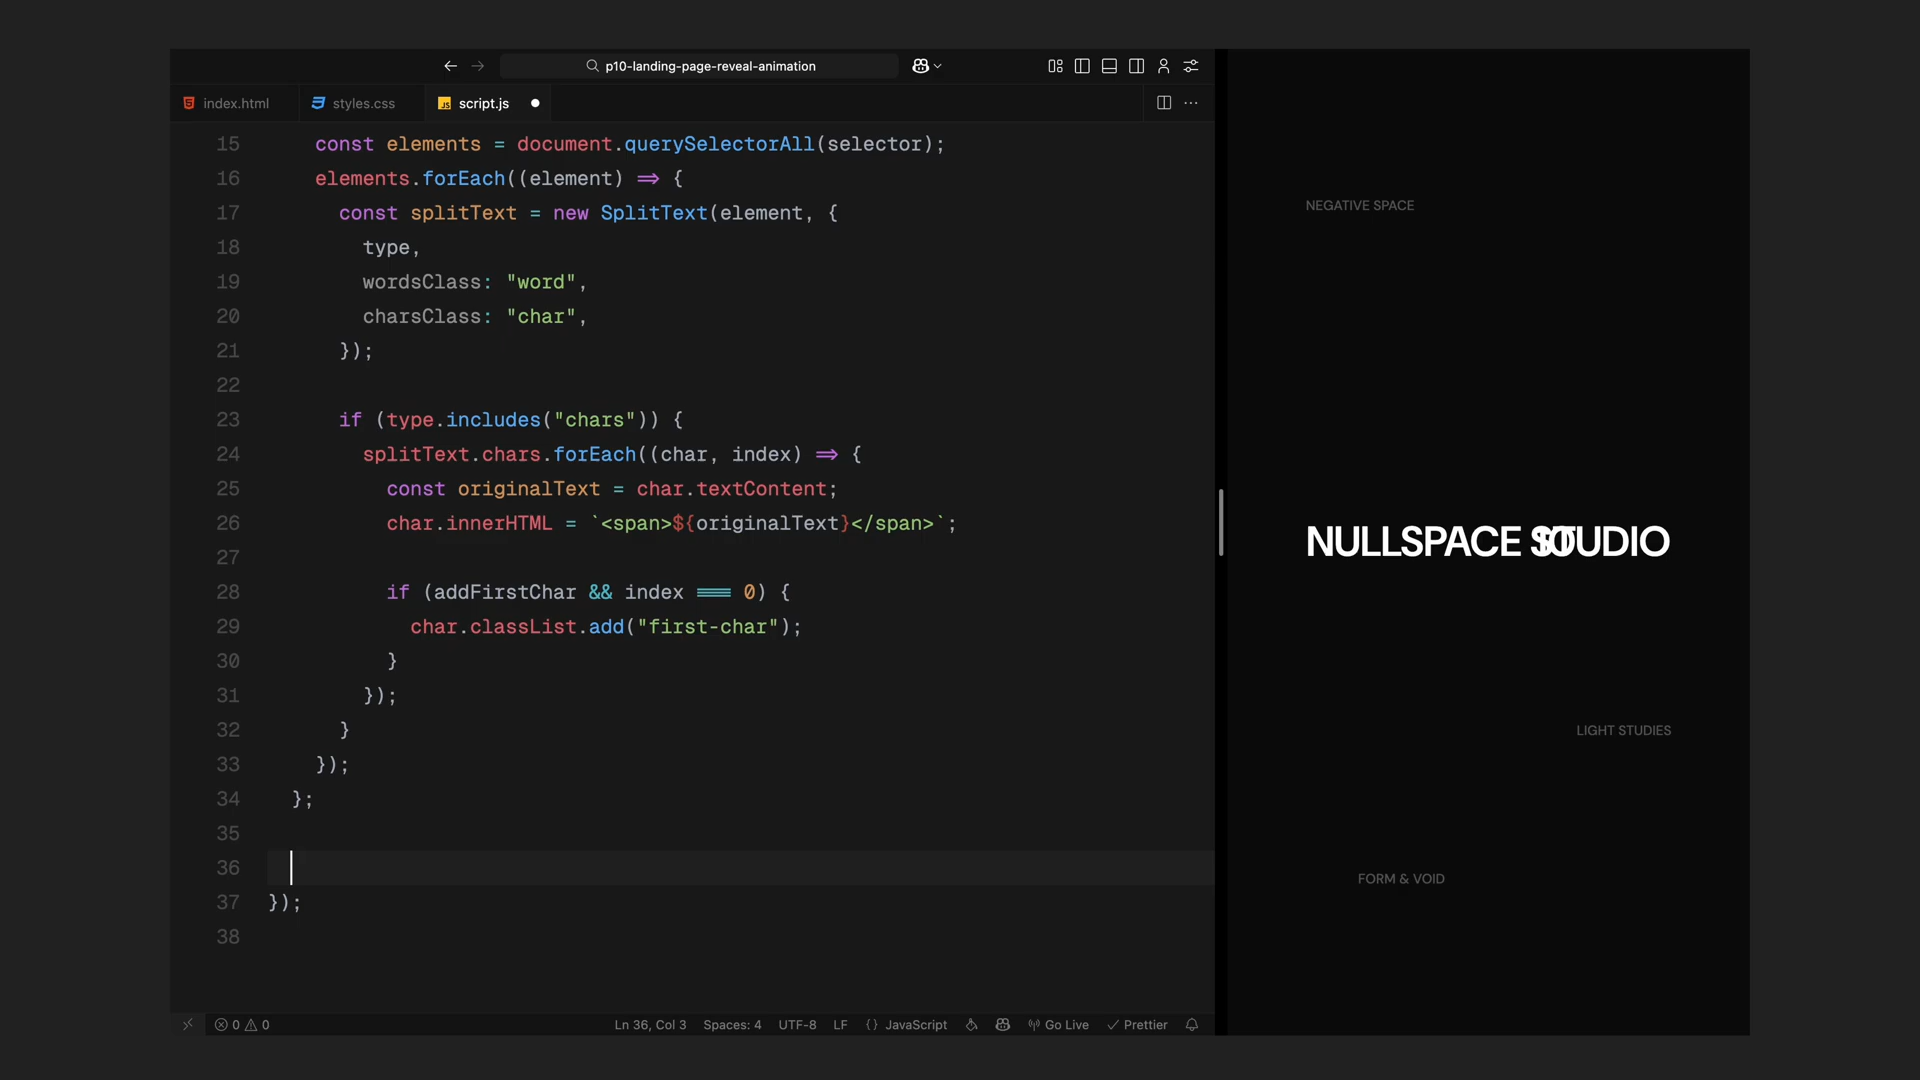 p10-landing-page-reveal-animation
index.html
styles.css
JS script.js
15 const elements = document.querySelectorAll(selector);
16 elements.forEach((element) => {
17 const splitText = new SplitText(element, {
18 type,
19 wordsClass: "word",
20 charsClass: "char",
21 });
22
23 if (type.includes("chars")) {
24 splitText.chars.forEach((char, index) => {
25 const originalText = char.textContent;
26 char.innerHTML = `<span>${originalText}</span>`;
27
28 if (addFirstChar && index === 0) {
29 char.classList.add("first-char");
30 }
31 });
32 }
33 });
34 };
35
36
37 });
38
0 0
Ln 36, Col 3 Spaces: 4 UTF-8 LF {} JavaScript Go Live Prettier
NEGATIVE SPACE
NULLSPACE STUDIO
10
LIGHT STUDIES
FORM & VOID